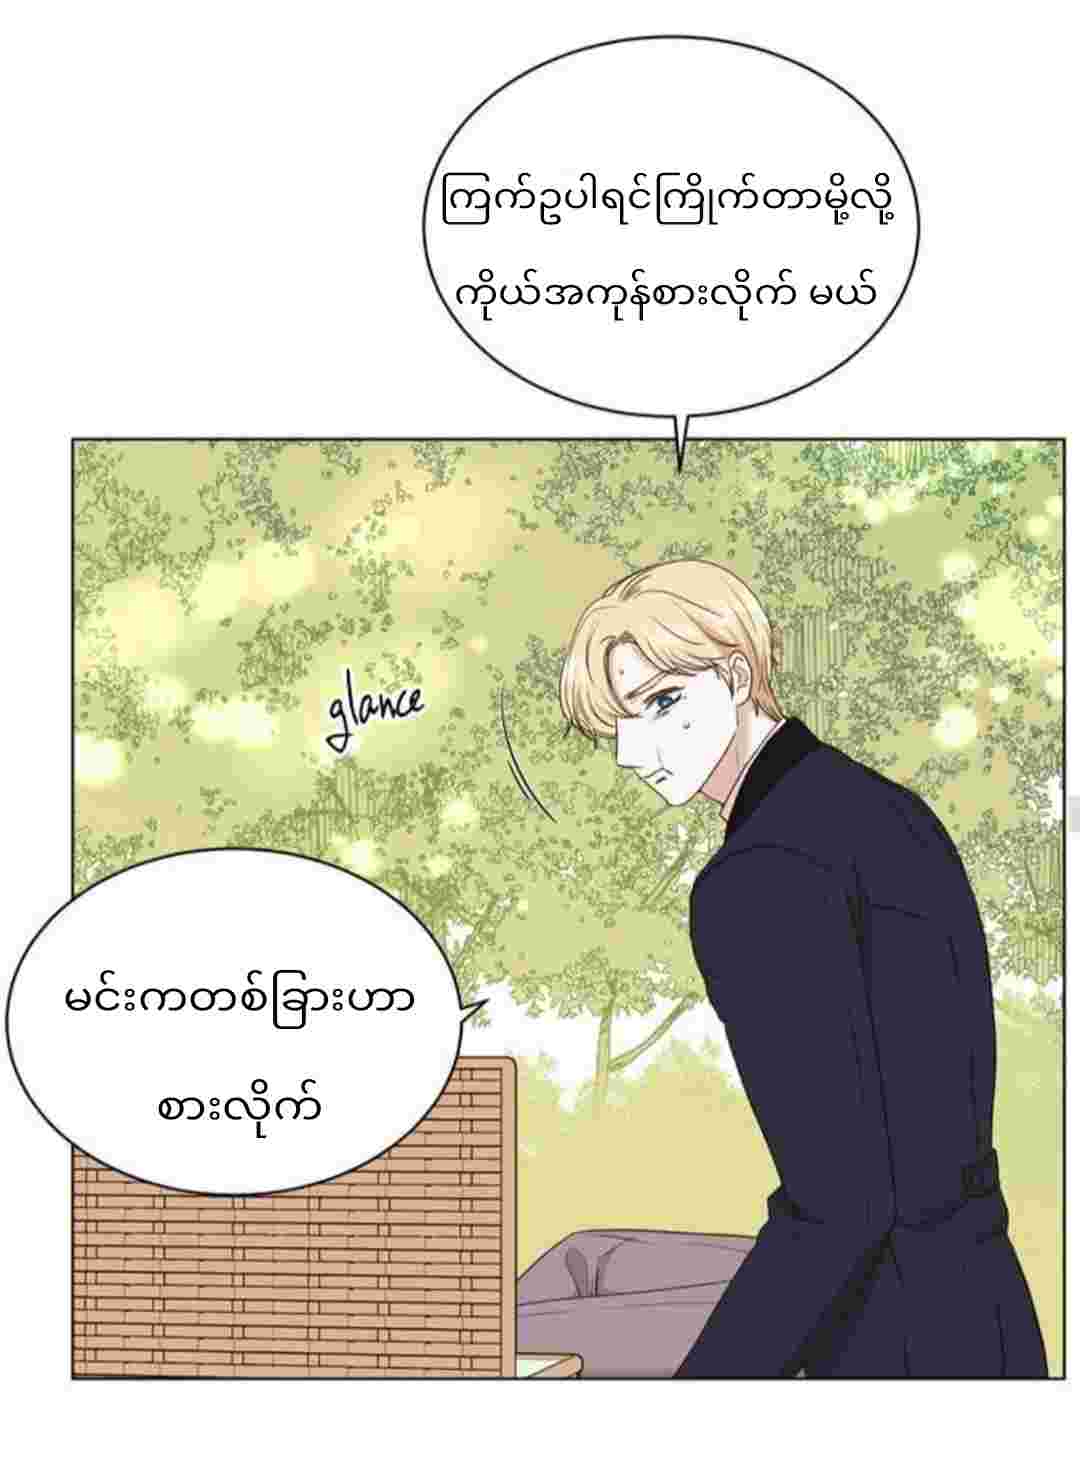 ကြက်ဥပါရင်ကြိုက်တာမို့လို့
ကိုယ်အကုန်စားလိုက် မယ်
glance
မင်းကတစ်ခြားဟာ
စားလိုက်